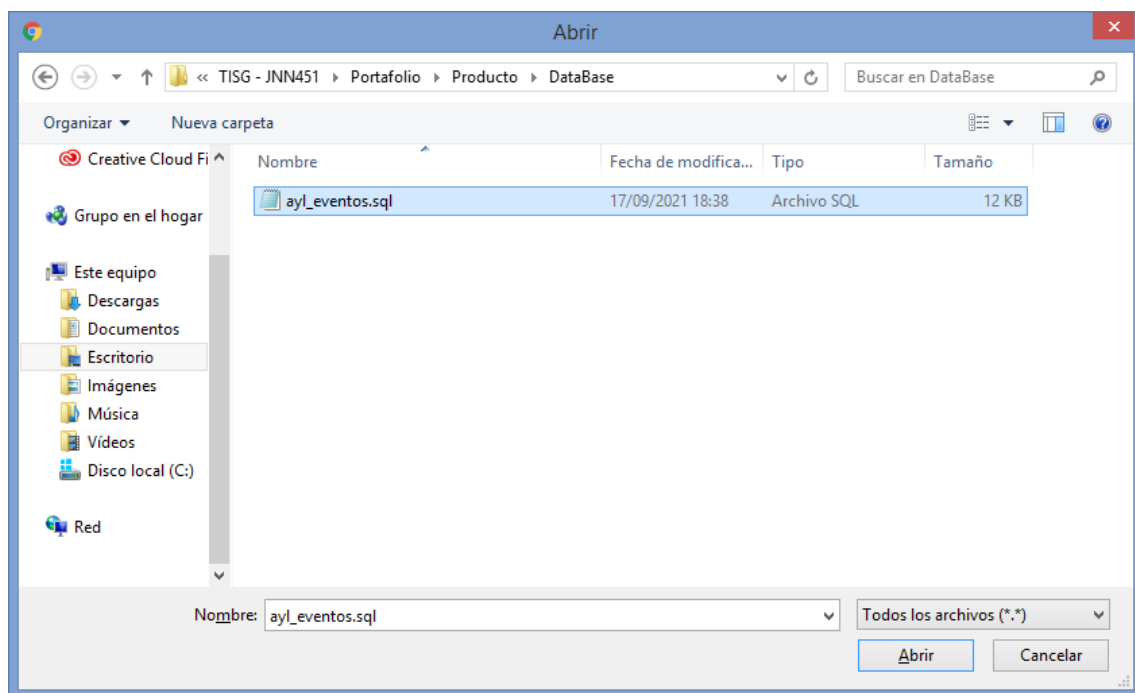 Abrir
« TISG - JNN451 ▸ Portafolio ▸ Producto ▸ DataBase
Buscar en DataBase
Organizar
Nueva carpeta
Creative Cloud Fi
Grupo en el hogar
Este equipo
Descargas
Documentos
Escritorio
Imágenes
Música
Vídeos
Disco local (C:)
Red
Nombre Fecha de modifica... Tipo Tamaño
ayl_eventos.sql 17/09/2021 18:38 Archivo SQL 12 KB
Nombre: ayl_eventos.sql Todos los archivos (*.*)
Abrir Cancelar